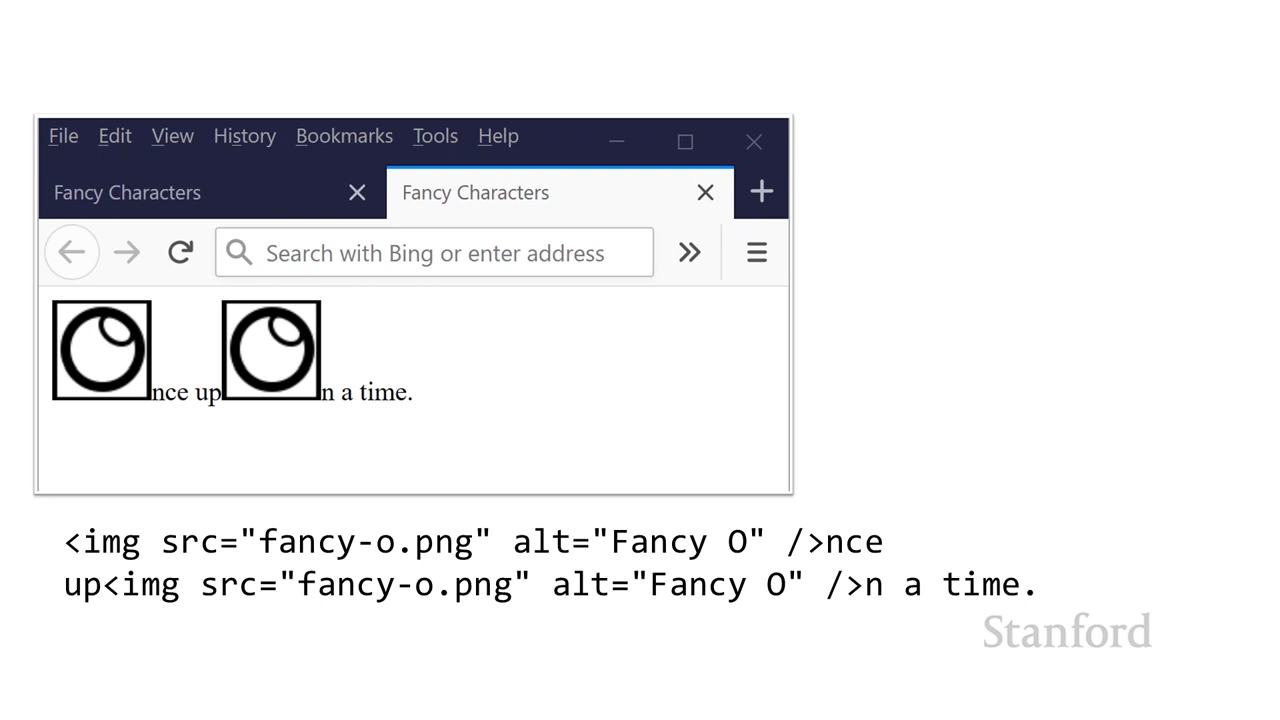 File Edit View History Bookmarks Tools Help
Fancy Characters Fancy Characters
Search with Bing or enter address
nce up n a time.
<img src="fancy-o.png" alt="Fancy O" />nce
up<img src="fancy-o.png" alt="Fancy O" />n a time.
Stanford